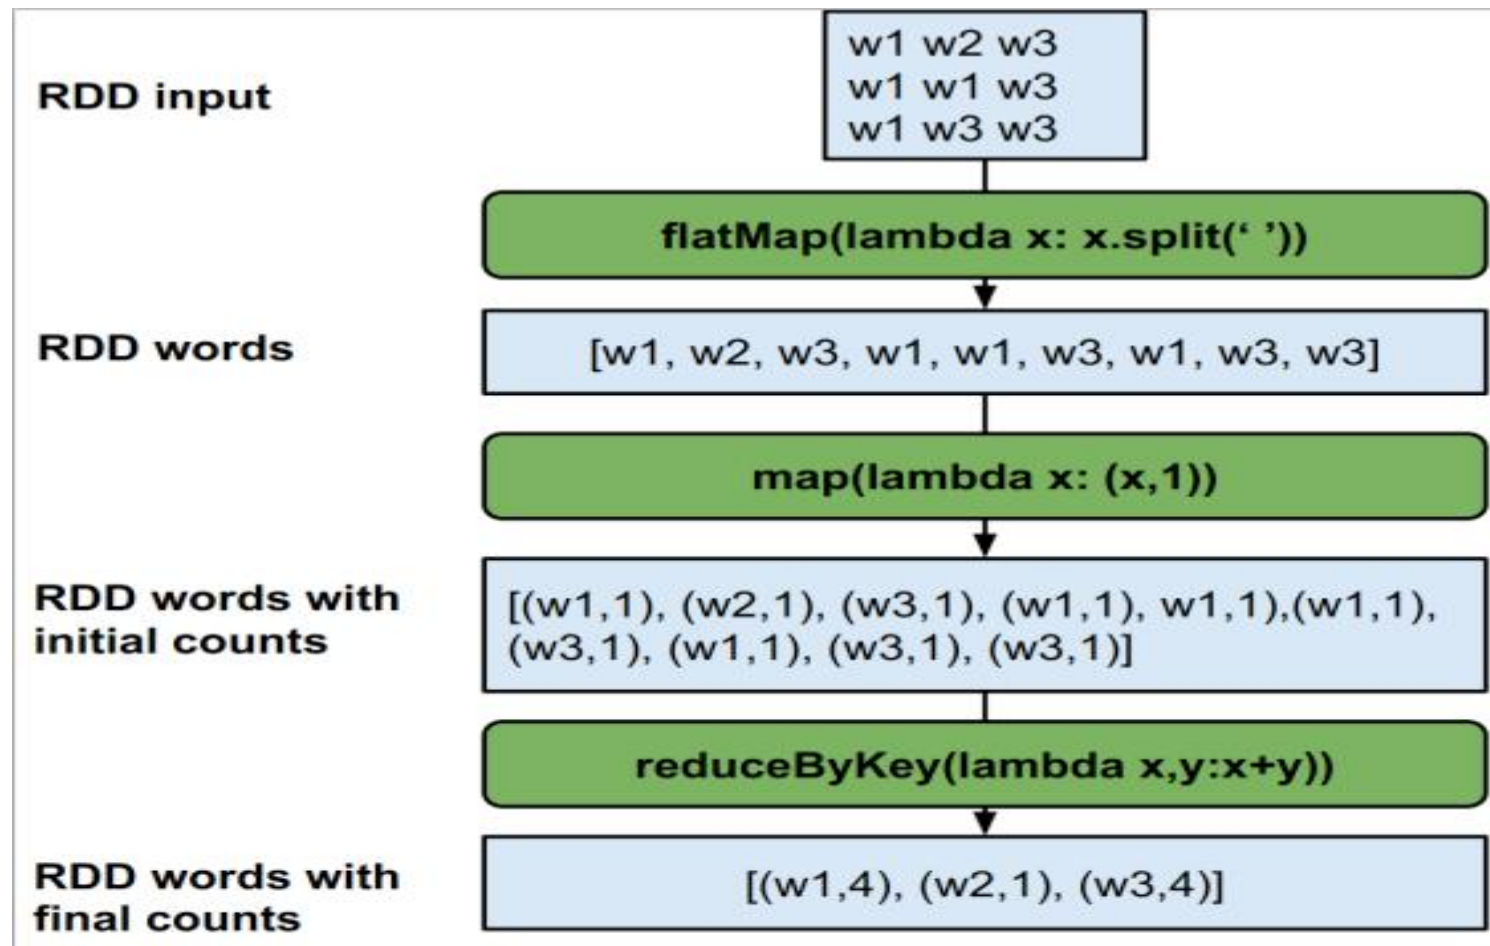 RDD input
w1 w2 w3
w1 w1 w3
w1 w3 w3
flatMap(lambda x: x.split(‘ ’))
RDD words
[w1, w2, w3, w1, w1, w3, w1, w3, w3]
map(lambda x: (x,1))
RDD words with
initial counts
[(w1,1), (w2,1), (w3,1), (w1,1), w1,1),(w1,1),
(w3,1), (w1,1), (w3,1), (w3,1)]
reduceByKey(lambda x,y:x+y))
RDD words with
final counts
[(w1,4), (w2,1), (w3,4)]